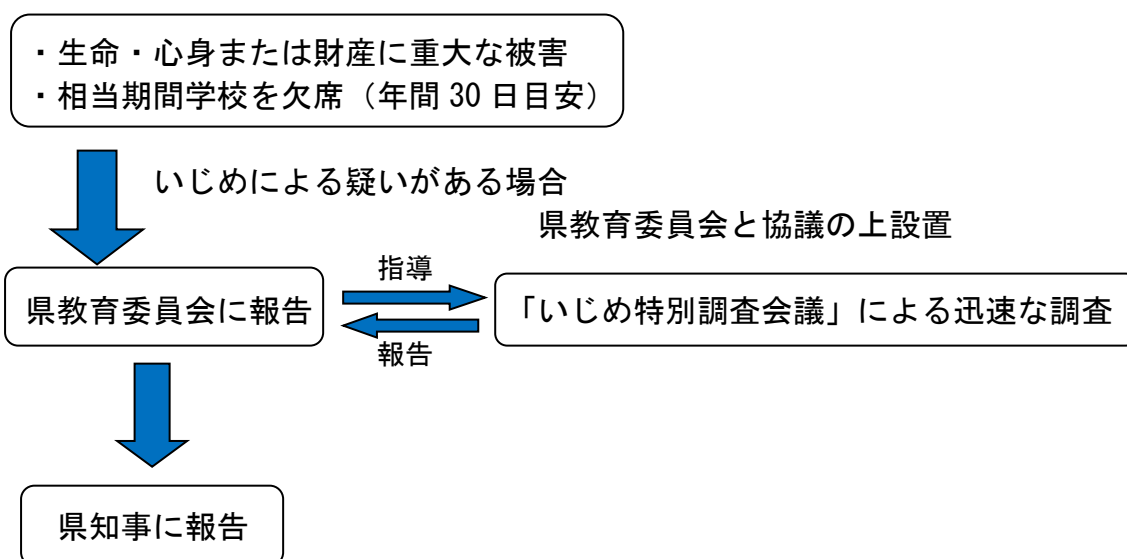 ・生命・心身または財産に重大な被害
・相当期間学校を欠席（年間 30 日目安）
いじめによる疑いがある場合
県教育委員会と協議の上設置
指導
県教育委員会に報告
「いじめ特別調査会議」による迅速な調査
報告
県知事に報告